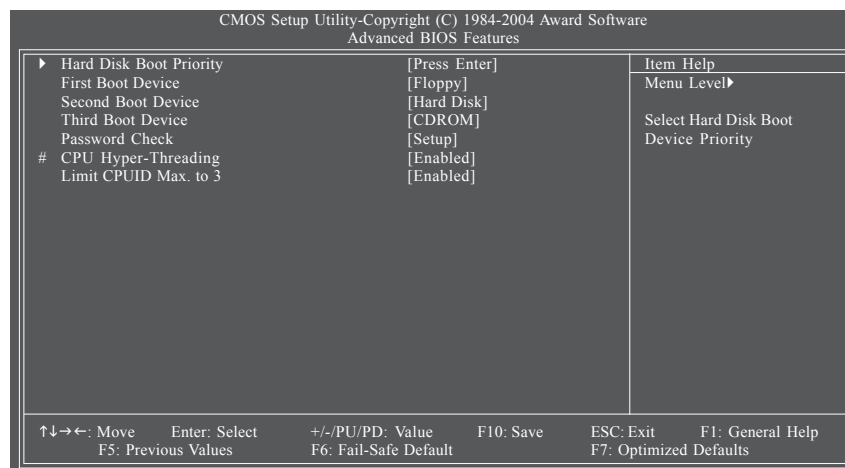 CMOS Setup Utility-Copyright (C) 1984-2004 Award Software
Advanced BIOS Features
▶ Hard Disk Boot Priority [Press Enter] Item Help
First Boot Device [Floppy] Menu Level▶
Second Boot Device [Hard Disk]
Third Boot Device [CDROM] Select Hard Disk Boot
Password Check [Setup] Device Priority
# CPU Hyper-Threading [Enabled]
Limit CPUID Max. to 3 [Enabled]
↑↓→←: Move Enter: Select +/-/PU/PD: Value F10: Save ESC: Exit F1: General Help
F5: Previous Values F6: Fail-Safe Default F7: Optimized Defaults